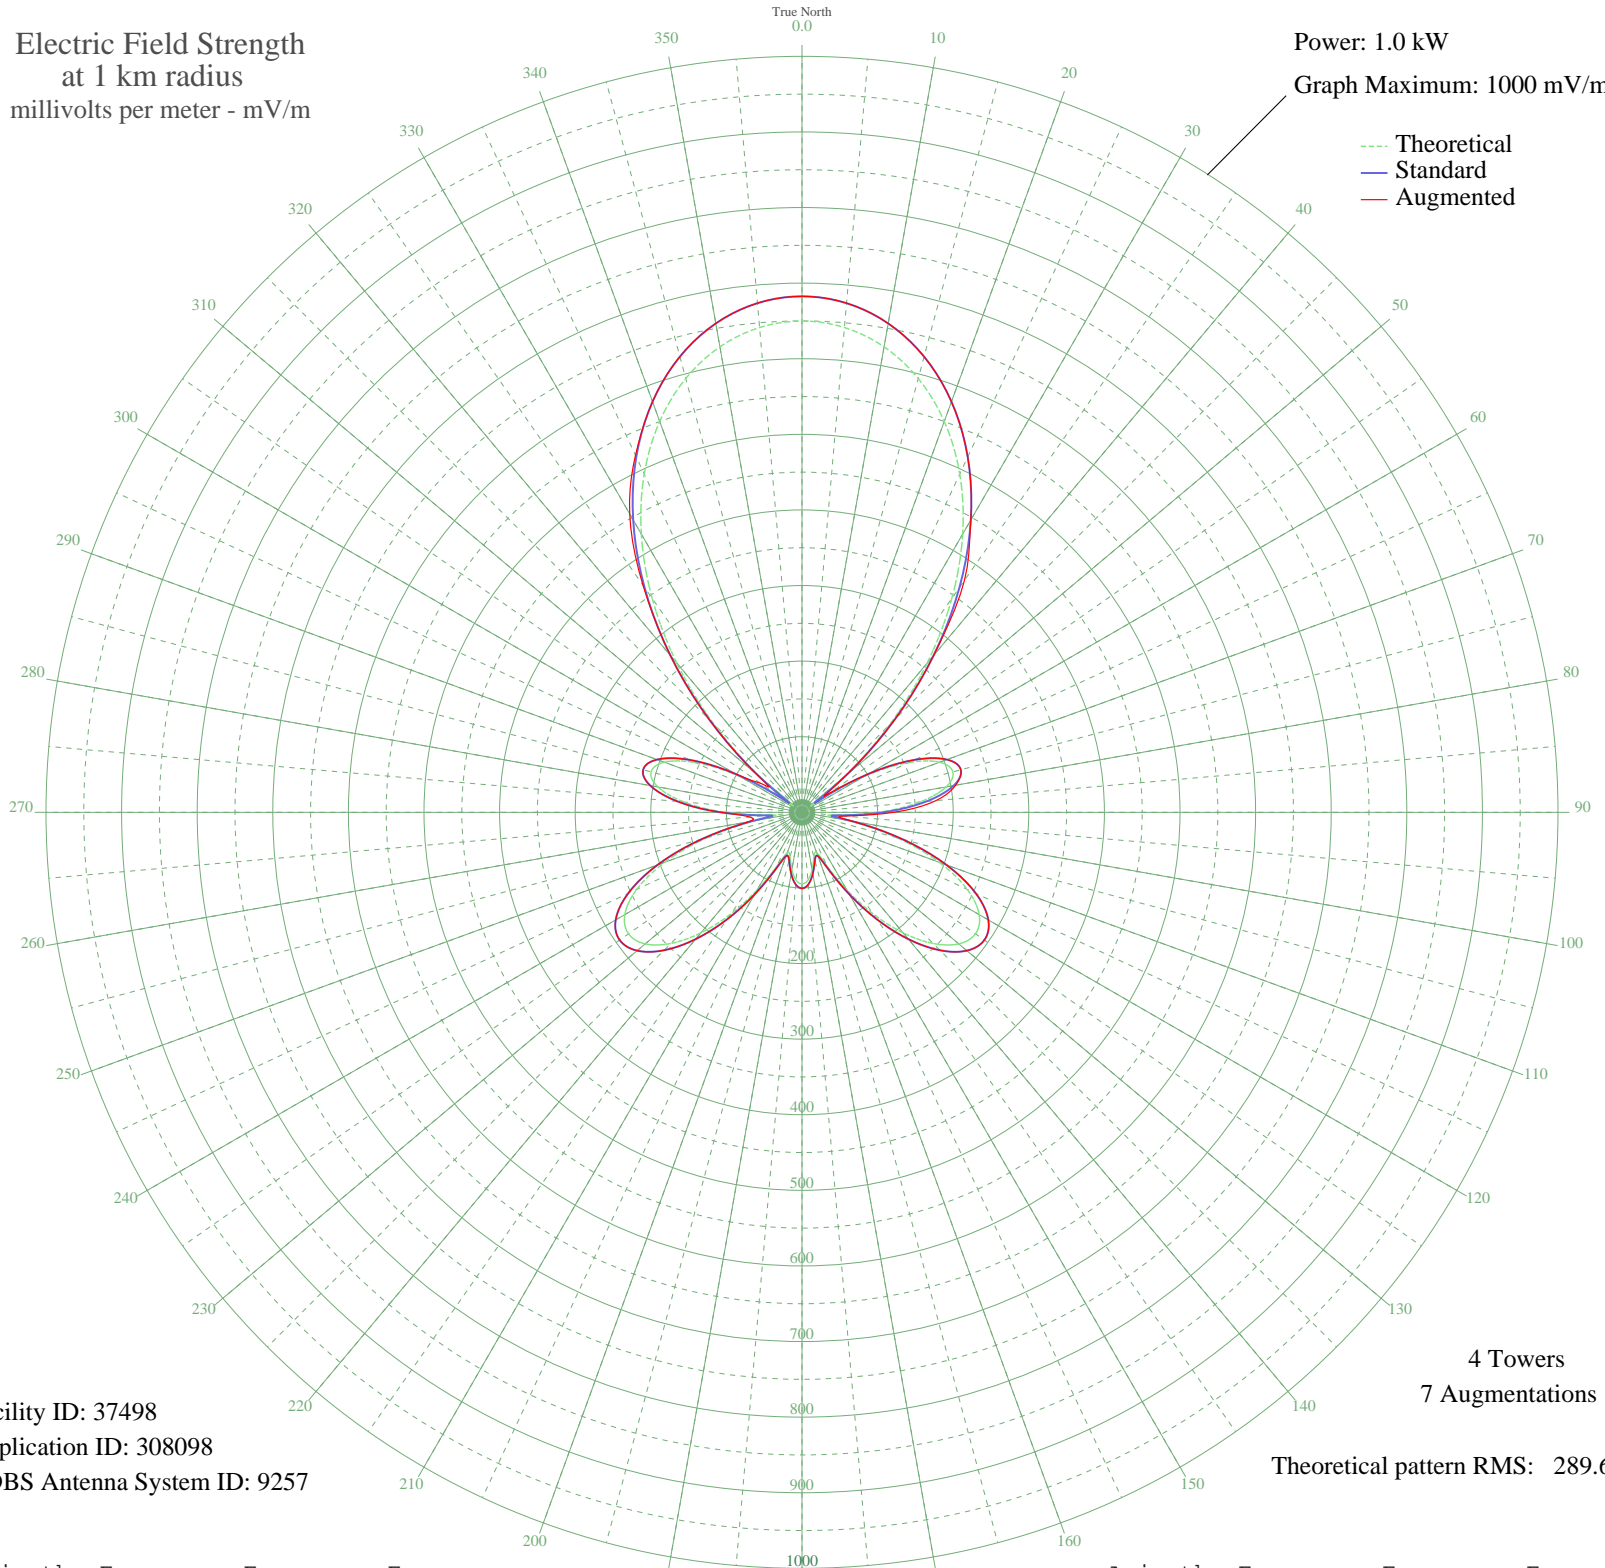 True North
0.0
Electric Field Strength
at 1 km radius
millivolts per meter - mV/m
Power: 1.0 kW
Graph Maximum: 1000 mV/m
Theoretical
Standard
Augmented
10
20
30
40
50
60
70
80
90
100
110
120
130
140
150
160
200
210
220
230
240
250
260
270
280
290
300
310
320
330
340
350
200
300
400
500
600
700
800
900
1000
4 Towers
7 Augmentations
Theoretical pattern RMS: 289.6
cility ID: 37498
plication ID: 308098
DBS Antenna System ID: 9257